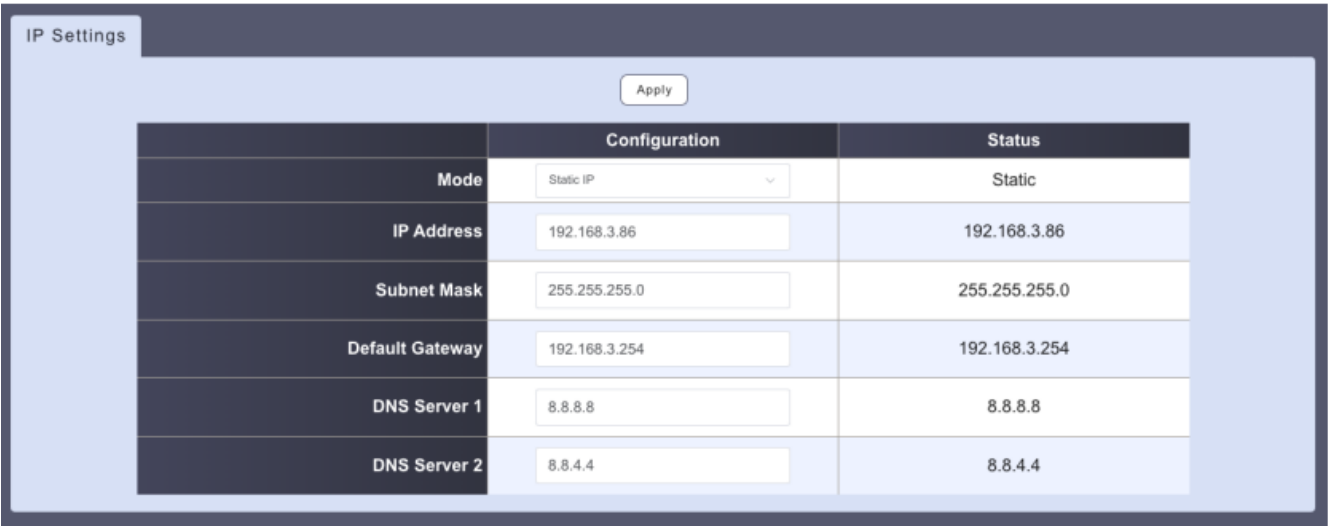 IP Settings
Apply
Configuration Status
Mode Static IP Static
IP Address 192.168.3.86 192.168.3.86
Subnet Mask 255.255.255.0 255.255.255.0
Default Gateway 192.168.3.254 192.168.3.254
DNS Server 1 8.8.8.8 8.8.8.8
DNS Server 2 8.8.4.4 8.8.4.4